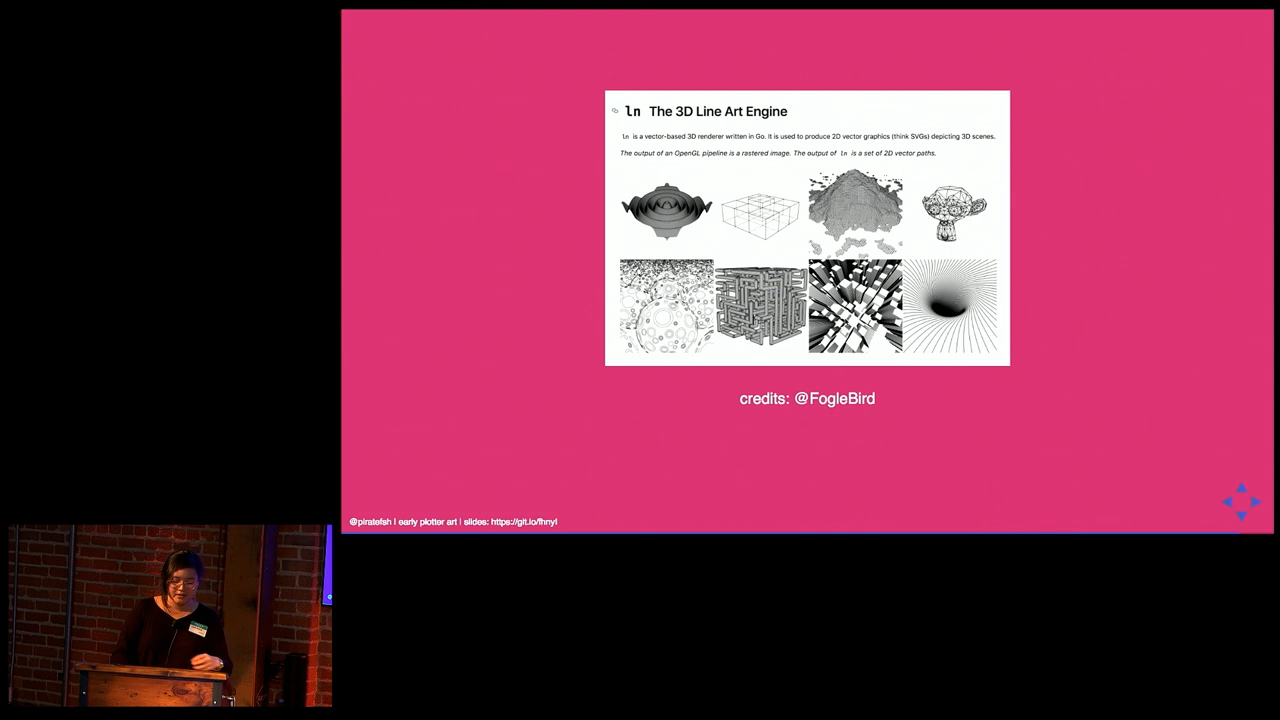 ln The 3D Line Art Engine
ln is a vector-based 3D renderer written in Go. It is used to produce 2D vector graphics (think SVGs) depicting 3D scenes.
The output of an OpenGL pipeline is a rastered image. The output of ln is a set of 2D vector paths.
credits: @FogleBird
@piratefsh | early plotter art | slides: https://git.io/fhnyl